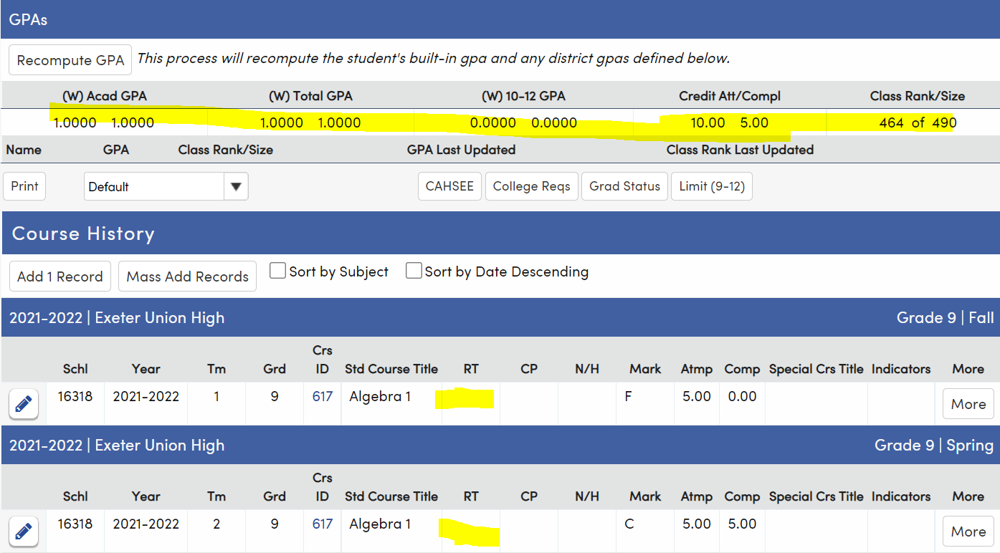 GPAs
Recompute GPA This process will recompute the student's built-in gpa and any district gpas defined below.
(W) Acad GPA (W) Total GPA (W) 10-12 GPA Credit Att/Compl Class Rank/Size
1.0000 1.0000 1.0000 1.0000 0.0000 0.0000 10.00 5.00 464 of 490
Name GPA Class Rank/Size GPA Last Updated Class Rank Last Updated
Print Default CAHSEE College Reqs Grad Status Limit (9-12)
Course History
Add 1 Record Mass Add Records Sort by Subject Sort by Date Descending
2021-2022 | Exeter Union High Grade 9 | Fall
Schl Year Tm Grd Crs ID Std Course Title RT CP N/H Mark Atmp Comp Special Crs Title Indicators More
16318 2021-2022 1 9 617 Algebra 1 F 5.00 0.00 More
2021-2022 | Exeter Union High Grade 9 | Spring
Schl Year Tm Grd Crs ID Std Course Title RT CP N/H Mark Atmp Comp Special Crs Title Indicators More
16318 2021-2022 2 9 617 Algebra 1 C 5.00 5.00 More